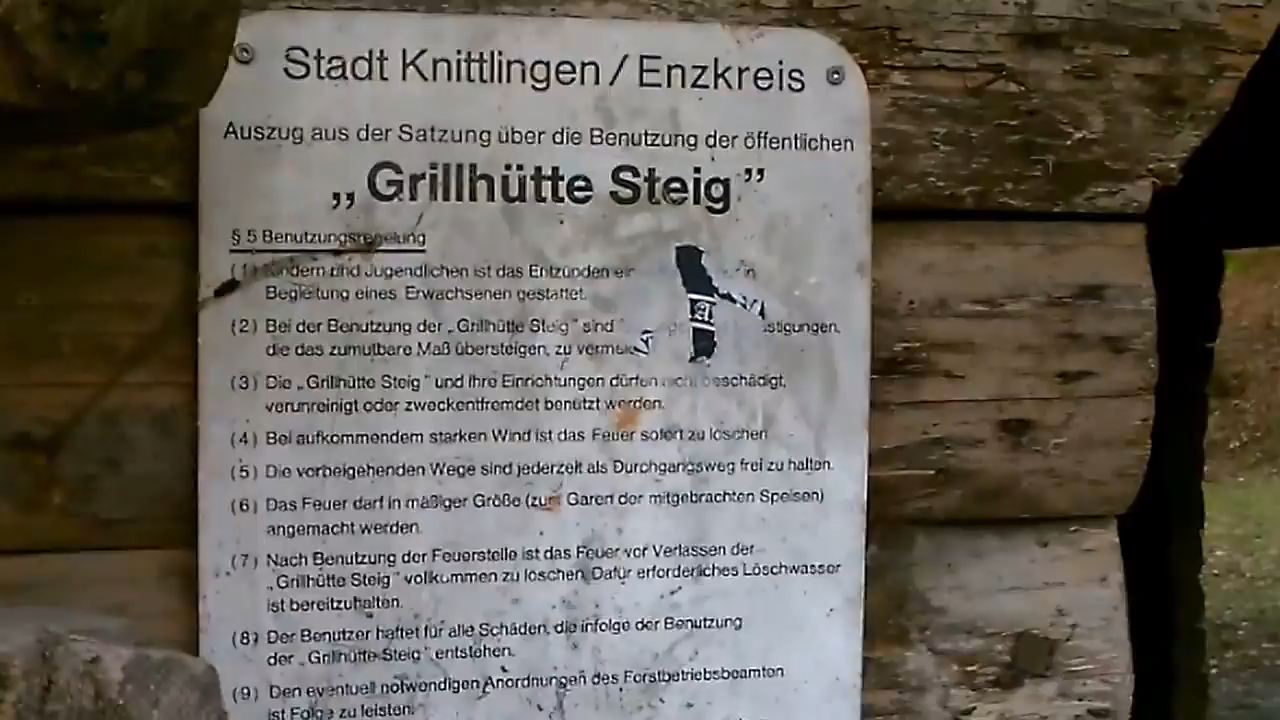 Stadt Knittlingen / Enzkreis
Auszug aus der Satzung über die Benutzung der öffentlichen
„Grillhütte Steig”
§ 5 Benutzungsregelung
(1) Kindern und Jugendlichen ist das Entzünden in
Begleitung eines Erwachsenen gestattet.
(2) Bei der Benutzung der „Grillhütte Steig” sind
die das zumutbare Maß übersteigen, zu
(3) Die „Grillhütte Steig” und ihre Einrichtungen dürfen nicht beschädigt,
verunreinigt oder zweckentfremdet benützt werden.
(4) Bei aufkommendem starken Wind ist das Feuer sofort zu löschen
(5) Die vorbeigehenden Wege sind jederzeit als Durchgangsweg frei zu halten.
(6) Das Feuer darf in mäßiger Größe (zum Garen der mitgebrachten Speisen)
angemacht werden.
(7) Nach Benutzung der Feuerstelle ist das Feuer vor Verlassen der
„Grillhütte Steig” vollkommen zu löschen. Dafür erforderliches Löschwasser
ist bereitzuhalten.
(8) Der Benutzer haftet für alle Schäden, die infolge der Benutzung
der „Grillhütte Steig” entstehen.
(9) Den eventuell notwendigen Anordnungen des Forstbetriebsbeamten
ist Folge zu leisten.